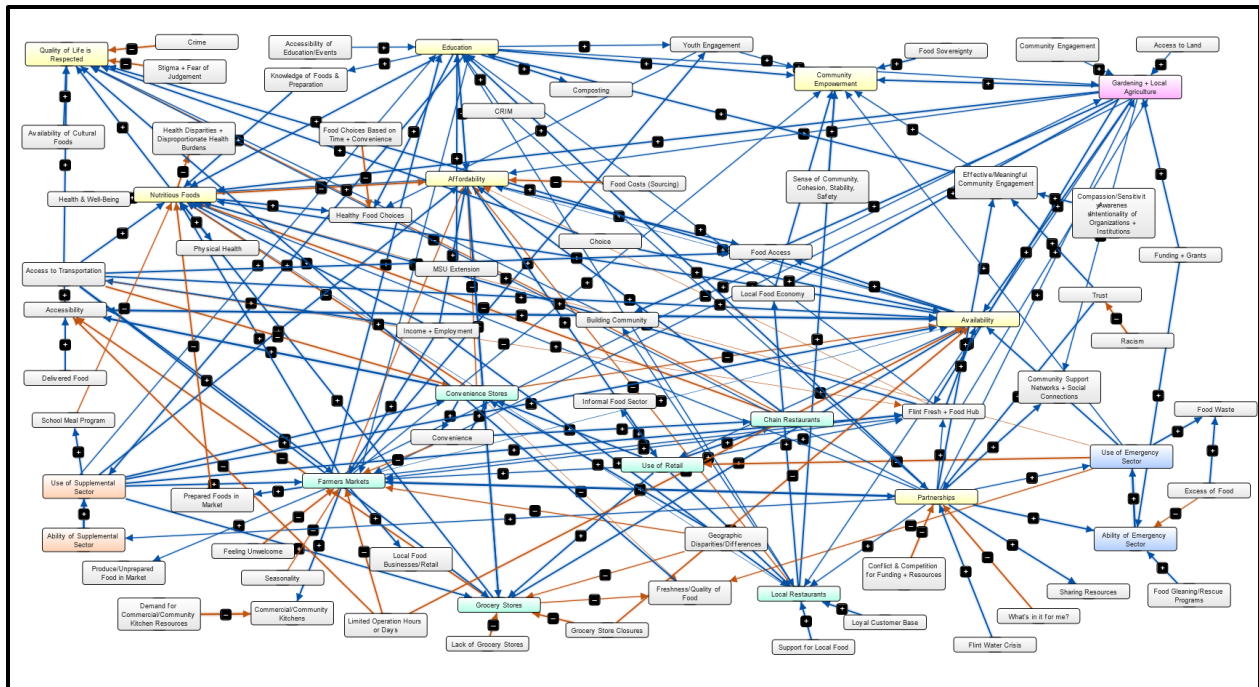 Crime
Quality of Life is
Respected
Accessibility of
Education/Events
Education
Youth Engagement
Food Sovereignty
Community Engagement
Access to Land
Stigma + Fear of
Judgement
Knowledge of Foods &
Preparation
Composting
Community
Empowerment
Gardening + Local
Agriculture
CRIM
Availability of Cultural
Foods
Health Disparities +
Disproportionate Health
Burdens
Food Choices Based on
Time + Convenience
Nutritious Foods
Affordability
Food Costs (Sourcing)
Sense of Community,
Cohesion, Stability,
Safety
Effective/Meaningful
Community Engagement
Compassion/Sensitivit
y/Awarenes
Intentionality of
Organizations +
Institutions
Health & Well-Being
Healthy Food Choices
Physical Health
Choice
Food Access
Funding + Grants
Access to Transportation
MSU Extension
Local Food Economy
Trust
Accessibility
Income + Employment
Building Community
Availability
Racism
Delivered Food
Convenience Stores
Informal Food Sector
Chain Restaurants
Flint Fresh + Food Hub
Community Support
Networks + Social
Connections
Food Waste
School Meal Program
Convenience
Use of Retail
Use of Emergency
Sector
Use of Supplemental
Sector
Prepared Foods in
Market
Farmers Markets
Partnerships
Excess of Food
Ability of Supplemental
Sector
Feeling Unwelcome
Local Food
Businesses/Retail
Geographic
Disparities/Differences
Conflict & Competition
for Funding + Resources
Ability of Emergency
Sector
Produce/Unprepared
Food in Market
Seasonality
Freshness/Quality of
Food
Local Restaurants
Sharing Resources
Food Gleaning/Rescue
Programs
Demand for
Commercial/Community
Kitchen Resources
Commercial/Community
Kitchens
Limited Operation Hours
or Days
Grocery Stores
Grocery Store Closures
Loyal Customer Base
What's in it for me?
Lack of Grocery Stores
Support for Local Food
Flint Water Crisis